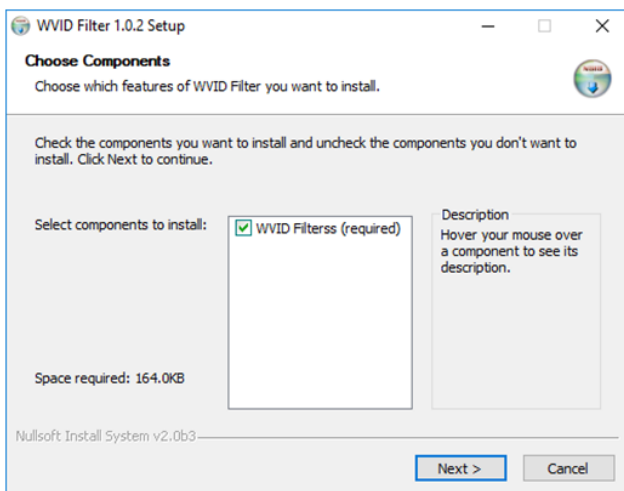 WVID Filter 1.0.2 Setup
Choose Components
Choose which features of WVID Filter you want to install.
Check the components you want to install and uncheck the components you don't want to
install. Click Next to continue.
Select components to install:
WVID Filterss (required)
Description
Hover your mouse over
a component to see its
description.
Space required: 164.0KB
Nullsoft Install System v2.0b3
Next >
Cancel